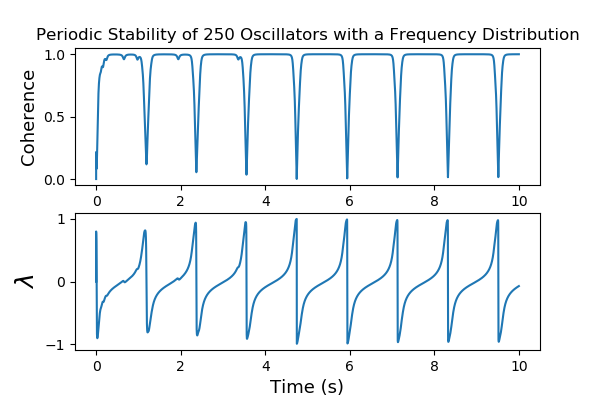 Periodic Stability of 250 Oscillators with a Frequency Distribution
1.0
0.5
0.0
Coherence
0 2 4 6 8 10
1
0
−1
λ
0 2 4 6 8 10
Time (s)